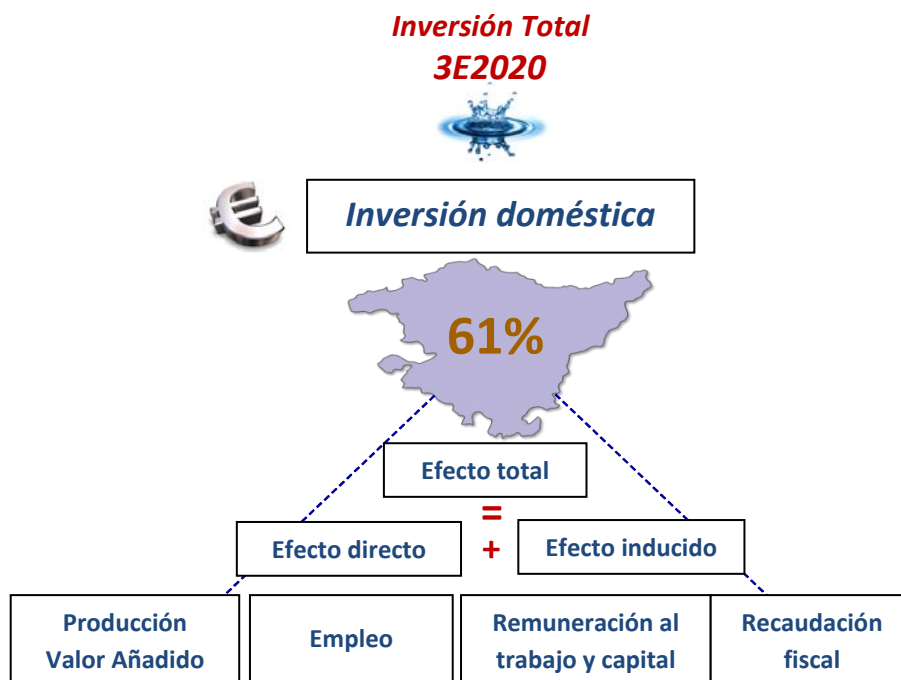 Inversión Total
3E2020
Inversión doméstica
61%
Efecto total
=
Efecto directo + Efecto inducido
Producción
Valor Añadido
Empleo
Remuneración al
trabajo y capital
Recaudación
fiscal